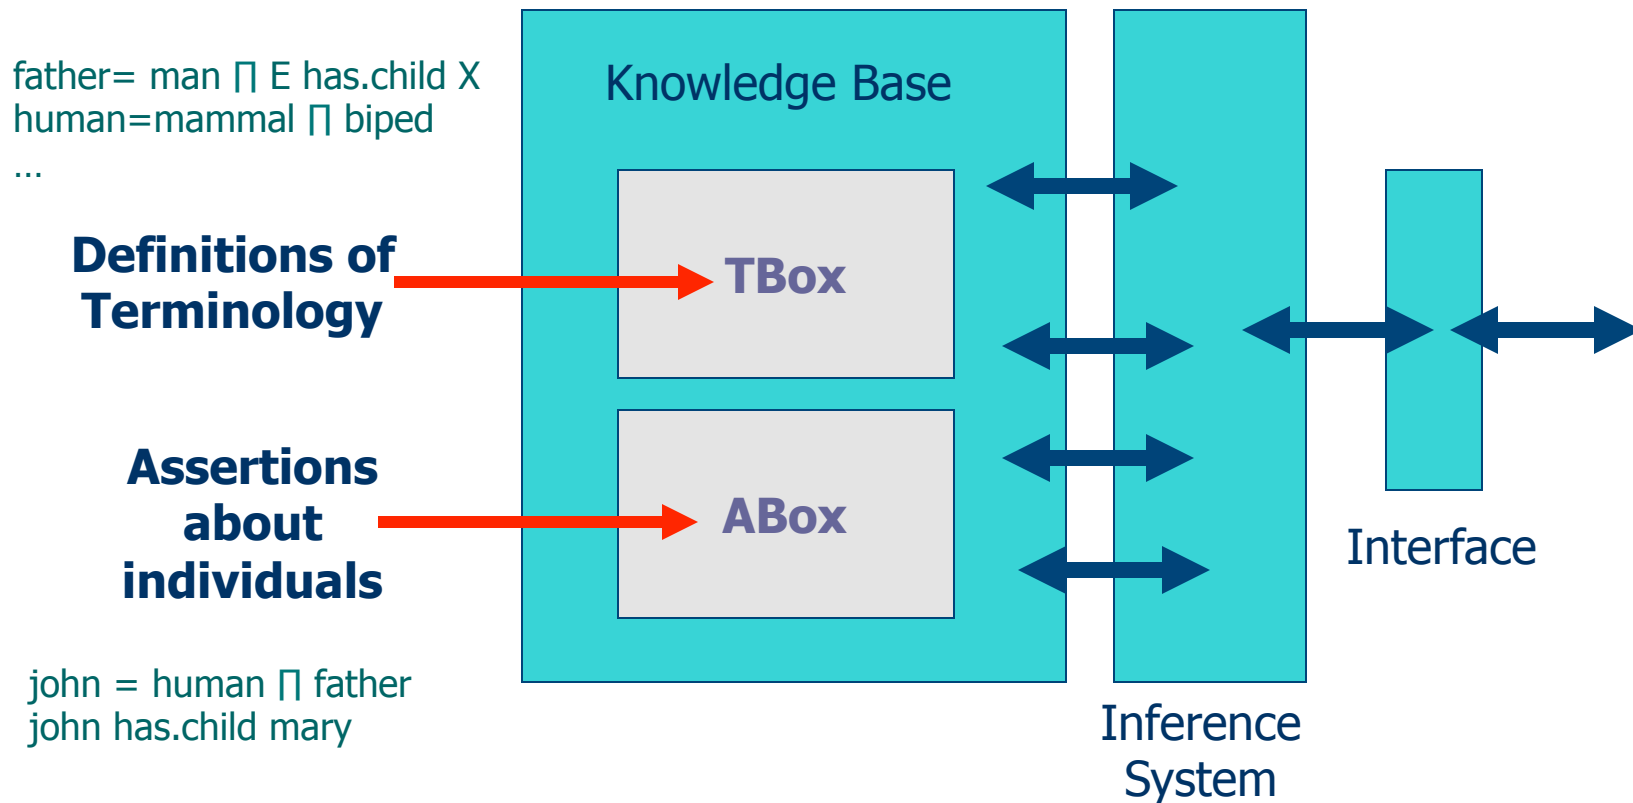 father= man ∏ E has.child X
human=mammal ∏ biped
...
Knowledge Base
Definitions of
Terminology
TBox
Assertions
about
individuals
ABox
Interface
john = human ∏ father
john has.child mary
Inference
System